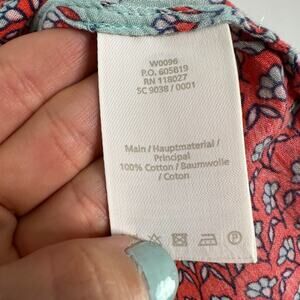 W0096
P.O. 605819
RN 118027
SC 9038 / 0001
Main / Hauptmaterial /
Principal
100% Cotton / Baumwolle
/ Coton